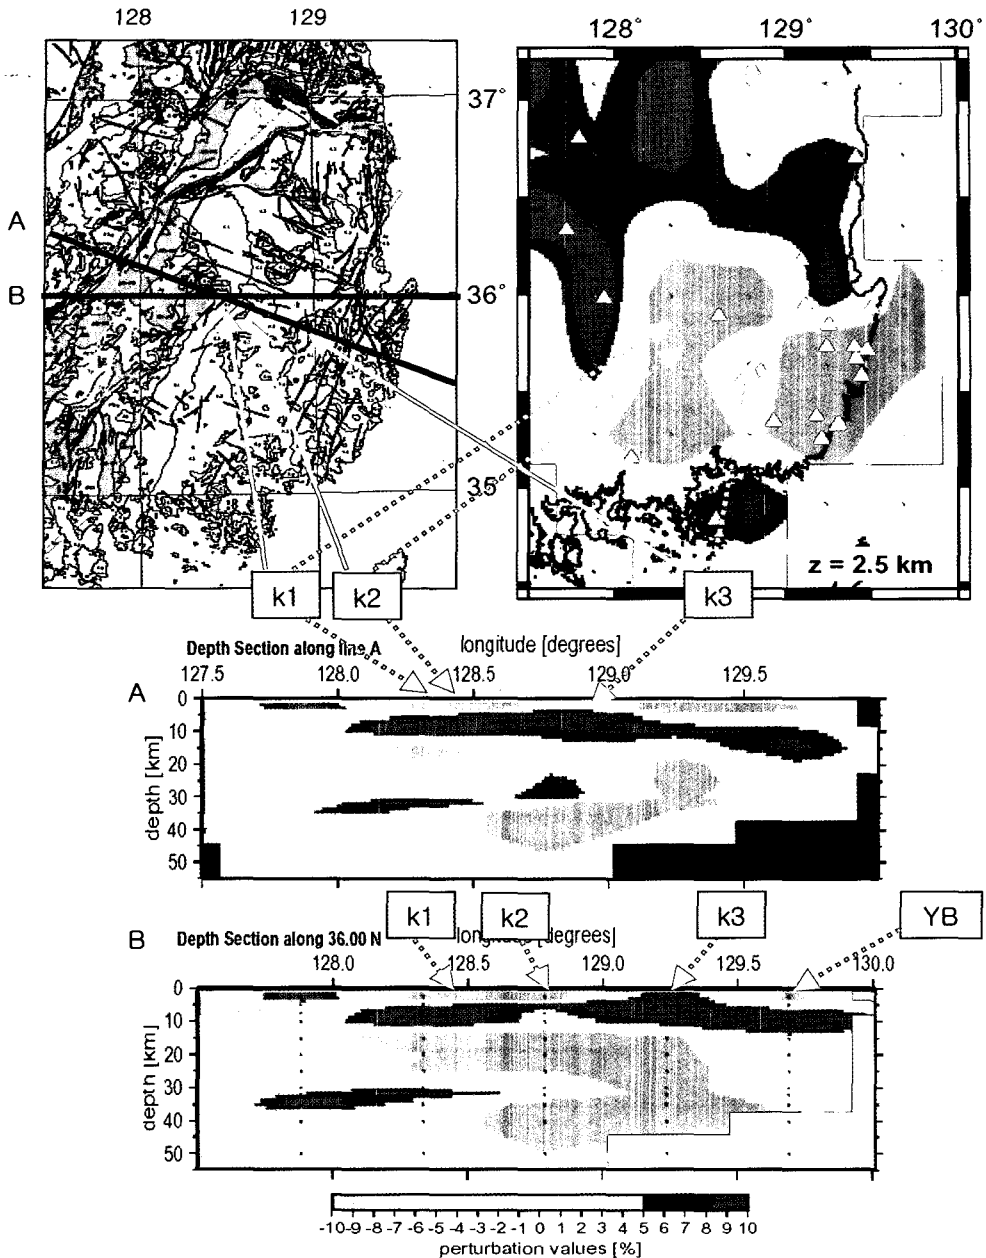 128 129
128° 129° 130°
37°
A
B
36°
35°
z = 2.5 km
k1 k2 k3
Depth Section along line A
longitude [degrees]
127.5 128.0 128.5 129.0 129.5
A
0
10
20
30
40
50
depth [km]
k1 k2 k3 YB
B
Depth Section along 36.00 N
longitude [degrees]
128.0 128.5 129.0 129.5 130.0
0
10
20
30
40
50
depth [km]
-10 -9 -8 -7 -6 -5 -4 -3 -2 -1 0 1 2 3 4 5 6 7 8 9 10
perturbation values [%]